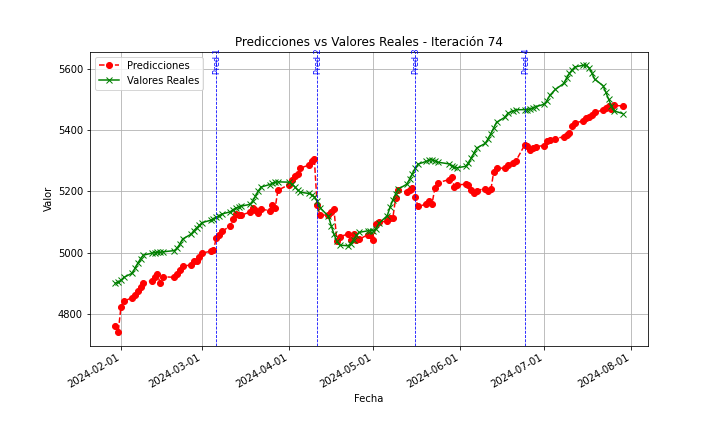 Predicciones vs Valores Reales - Iteración 74
Pred 1
Pred 2
Pred 3
Pred 4
Predicciones
Valores Reales
5600
5400
5200
5000
4800
Valor
2024-02-01
2024-03-01
2024-04-01
2024-05-01
2024-06-01
2024-07-01
2024-08-01
Fecha